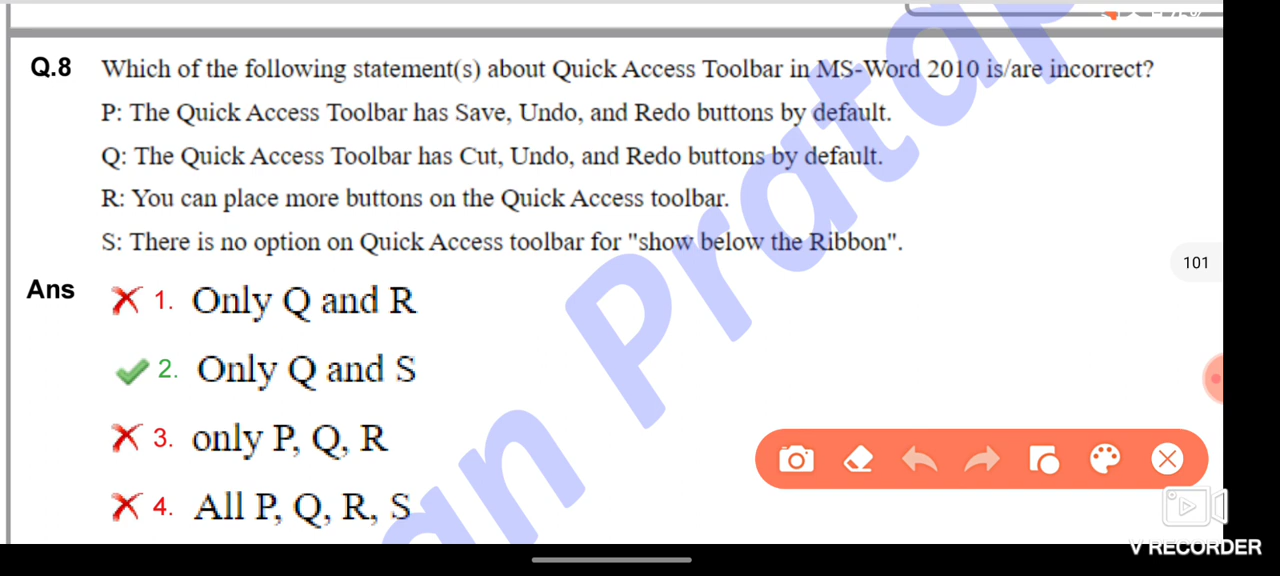 Q.8 Which of the following statement(s) about Quick Access Toolbar in MS-Word 2010 is/are incorrect?
P: The Quick Access Toolbar has Save, Undo, and Redo buttons by default.
Q: The Quick Access Toolbar has Cut, Undo, and Redo buttons by default.
R: You can place more buttons on the Quick Access toolbar.
S: There is no option on Quick Access toolbar for "show below the Ribbon".
101
Ans 1. Only Q and R
2. Only Q and S
3. only P, Q, R
4. All P, Q, R, S
an Pratap
V RECORDER